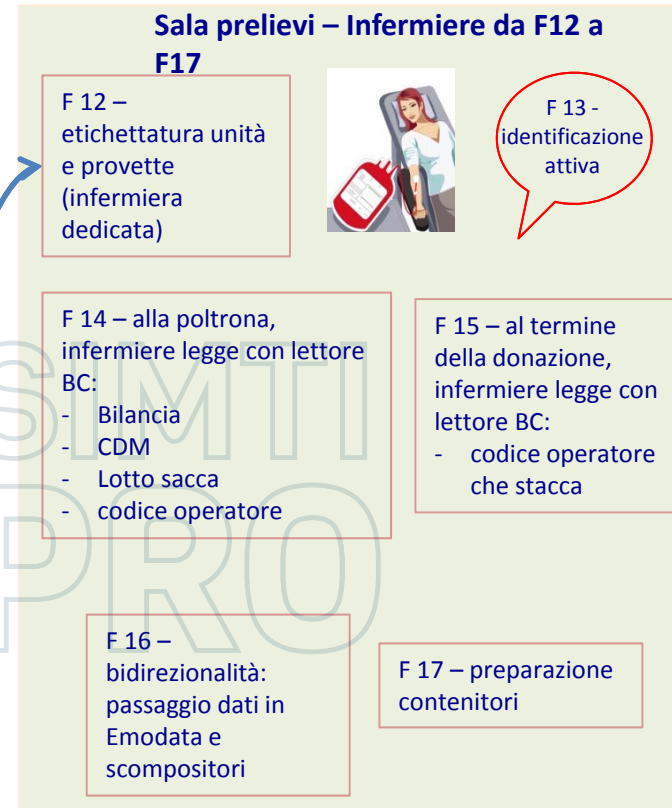 Sala prelievi – Infermiere da F12 a
F17
F 12 –
etichettatura unità
e provette
(infermiera
dedicata)
F 13 -
identificazione
attiva
F 14 – alla poltrona,
infermiere legge con lettore
BC:
- Bilancia
- CDM
- Lotto sacca
- codice operatore
F 15 – al termine
della donazione,
infermiere legge con
lettore BC:
- codice operatore
che stacca
SIMTI
PRO
F 16 –
bidirezionalità:
passaggio dati in
Emodata e
scompositori
F 17 – preparazione
contenitori